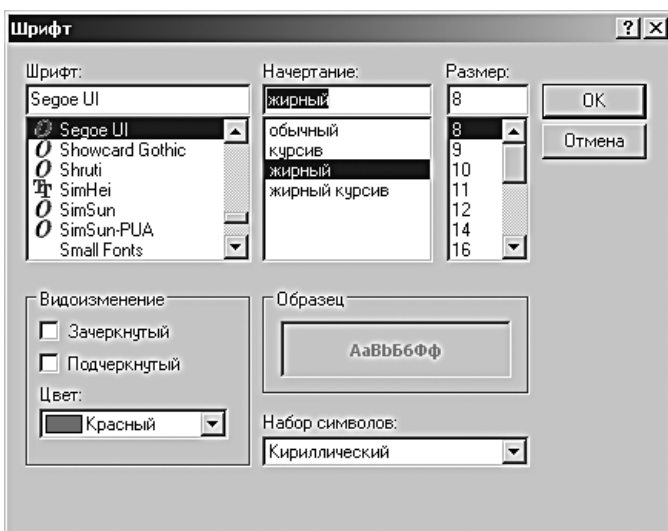 Шрифт
Шрифт:
Segoe UI
Segoe UI
Showcard Gothic
Shruti
SimHei
SimSun
SimSun-PUA
Small Fonts
Начертание:
жирный
обычный
курсив
жирный
жирный курсив
Размер:
8
8
9
10
11
12
14
16
OK
Отмена
Видоизменение
Зачеркнутый
Подчеркнутый
Цвет:
Красный
Образец
АаBbБбФф
Набор символов:
Кириллический